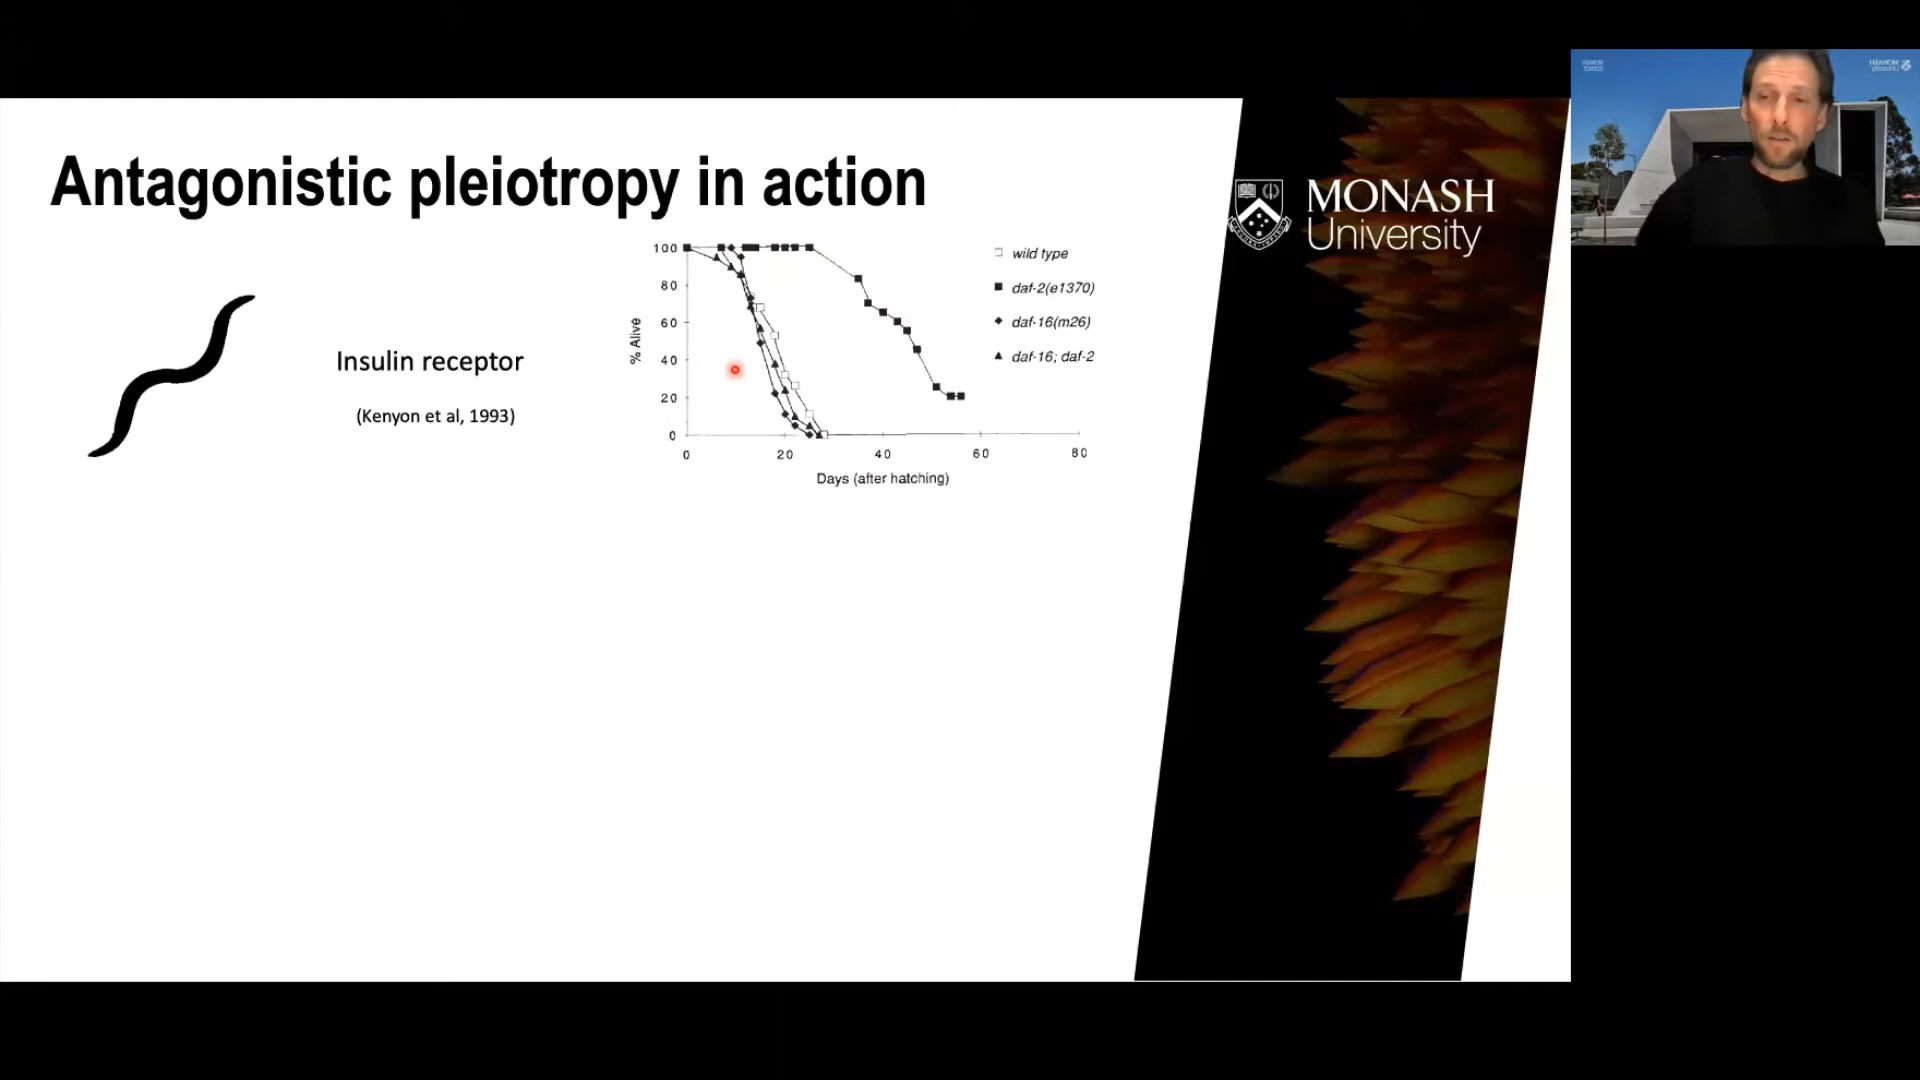 Antagonistic pleiotropy in action
Insulin receptor
(Kenyon et al, 1993)
% Alive
100
80
60
40
20
0
0 20 40 60 80
Days (after hatching)
wild type
daf-2(e1370)
daf-16(m26)
daf-16; daf-2
MONASH
University
MONASH
University